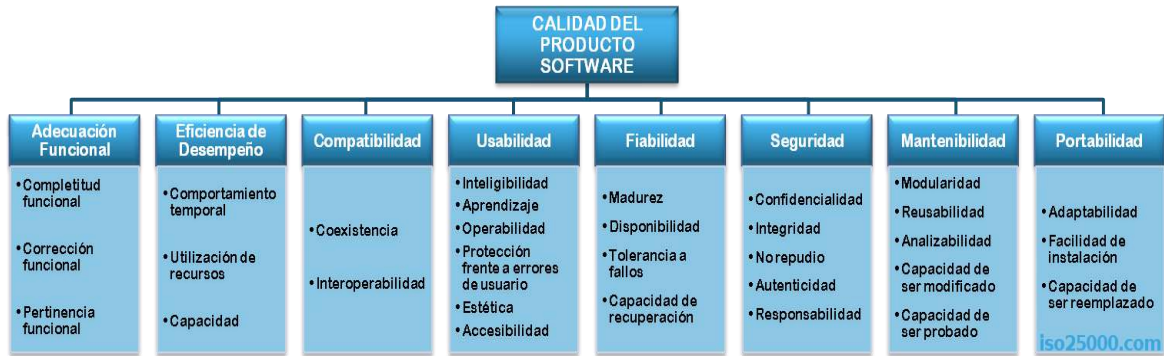 CALIDAD DEL
PRODUCTO
SOFTWARE
Adecuación
Funcional
• Completitud
funcional
• Corrección
funcional
• Pertinencia
funcional
Eficiencia de
Desempeño
• Comportamiento
temporal
• Utilización de
recursos
• Capacidad
Compatibilidad
• Coexistencia
• Interoperabilidad
Usabilidad
• Inteligibilidad
• Aprendizaje
• Operabilidad
• Protección
frente a errores
de usuario
• Estética
• Accesibilidad
Fiabilidad
• Madurez
• Disponibilidad
• Tolerancia a
fallos
• Capacidad de
recuperación
Seguridad
• Confidencialidad
• Integridad
• No repudio
• Autenticidad
• Responsabilidad
Mantenibilidad
• Modularidad
• Reusabilidad
• Analizabilidad
• Capacidad de
ser modificado
• Capacidad de
ser probado
Portabilidad
• Adaptabilidad
• Facilidad de
instalación
• Capacidad de
ser reemplazado
iso25000.com